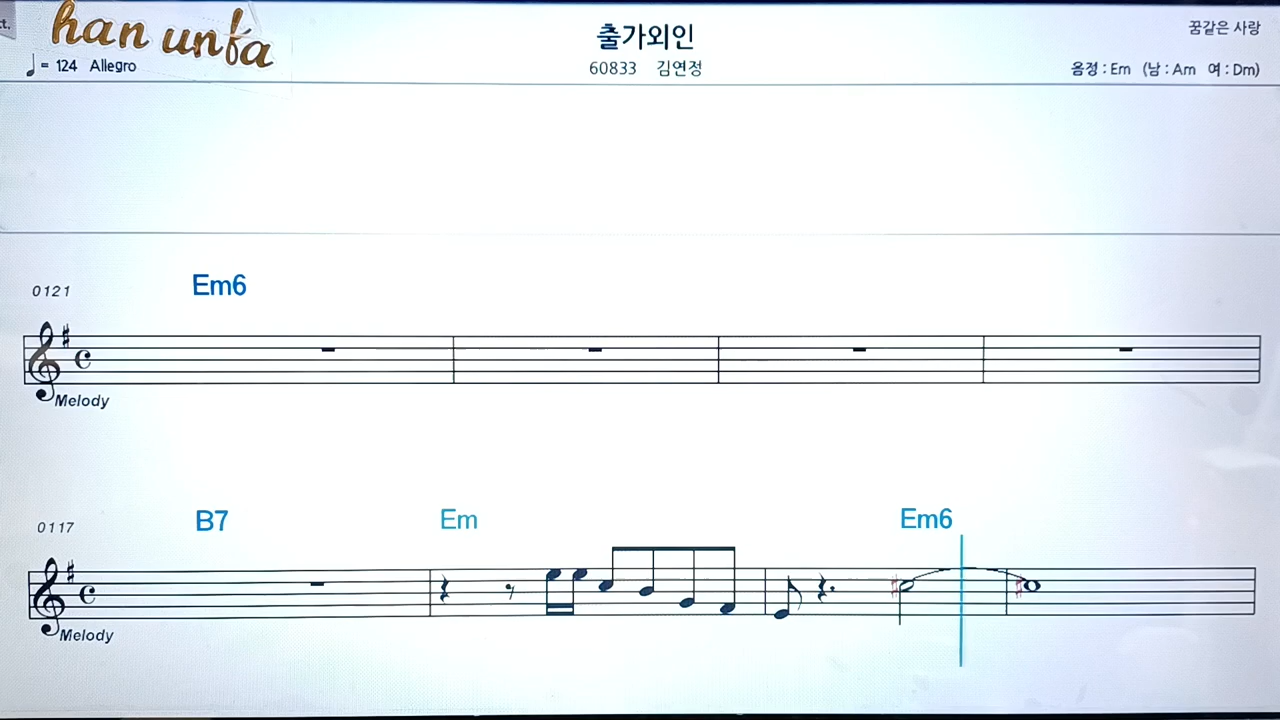 ct.
han unfa
= 124 Allegro
출가외인
60833 김연정
꿈같은 사랑
음정 : Em (남 : Am 여 : Dm)
0121
Em6
Melody
0117
B7 Em Em6
Melody